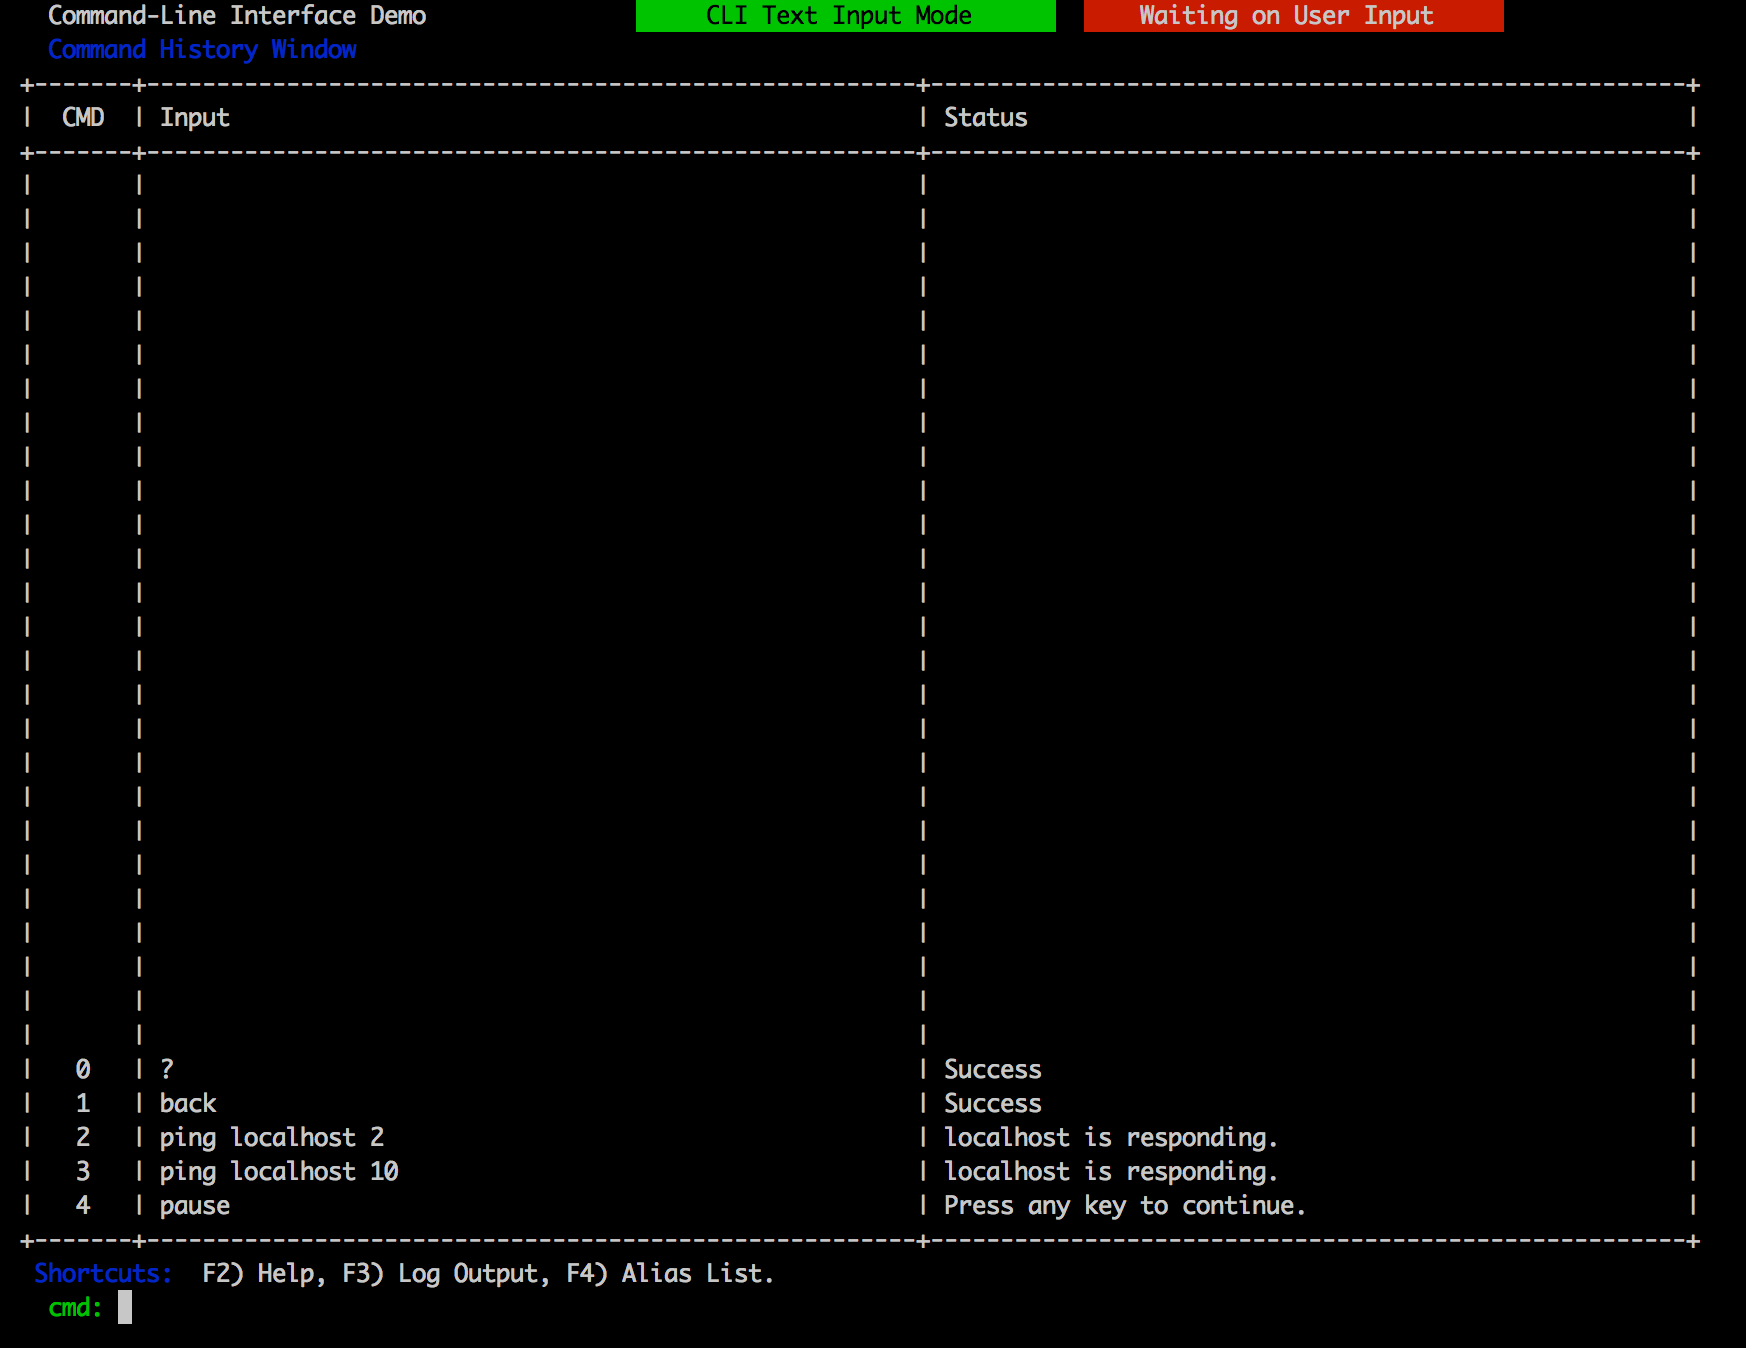 Command-Line Interface Demo CLI Text Input Mode Waiting on User Input
Command History Window
CMD | Input | Status
0 | ? | Success
1 | back | Success
2 | ping localhost 2 | localhost is responding.
3 | ping localhost 10 | localhost is responding.
4 | pause | Press any key to continue.
Shortcuts: F2) Help, F3) Log Output, F4) Alias List.
cmd: